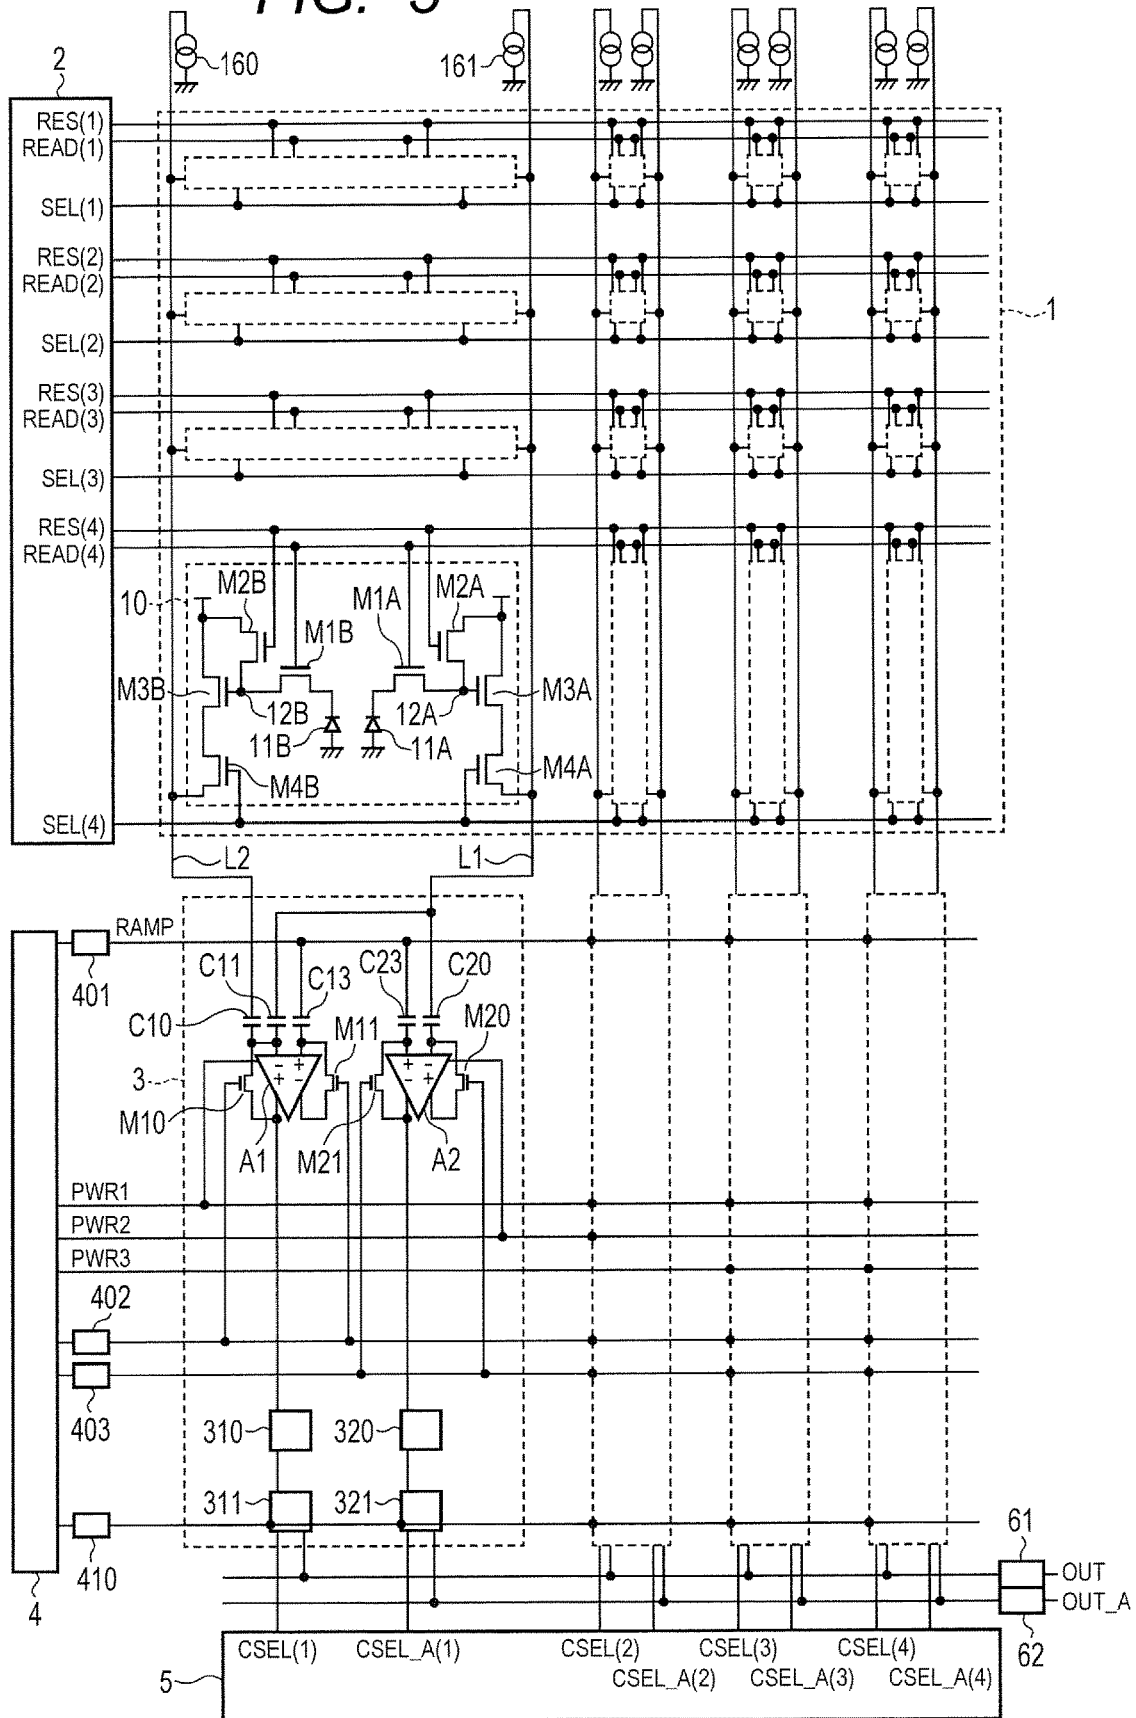 FIG. 5
160
161
2
RES(1)
READ(1)
SEL(1)
RES(2)
READ(2)
SEL(2)
1
RES(3)
READ(3)
SEL(3)
RES(4)
READ(4)
10
M2B
M1B
M1A
M2A
M3B
12B
11B
12A
11A
M3A
M4B
M4A
SEL(4)
L2
L1
RAMP
401
C11
C13
C23
C20
C10
M11
M20
3
M10
A1
M21
A2
PWR1
PWR2
PWR3
402
403
310
320
311
321
410
4
61
OUT
OUT_A
62
CSEL(1)
CSEL_A(1)
CSEL(2)
CSEL_A(2)
CSEL(3)
CSEL_A(3)
CSEL(4)
CSEL_A(4)
5